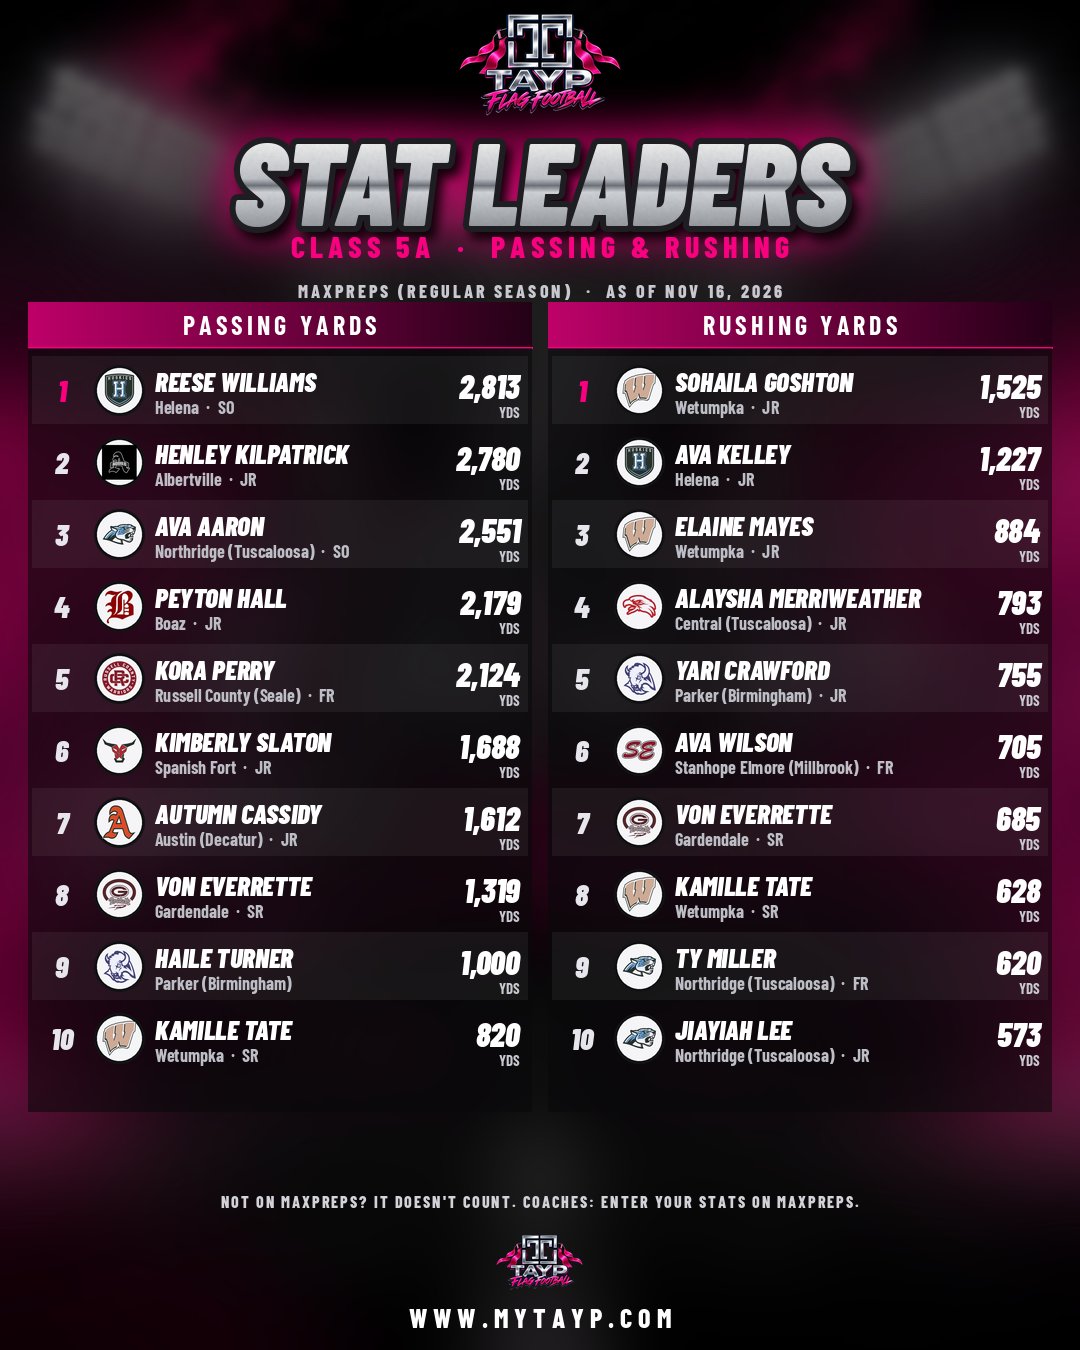 TAYP
FLAG FOOTBALL
STAT LEADERS
CLASS 5A · PASSING & RUSHING
MAXPREPS (REGULAR SEASON) · AS OF NOV 16, 2026
PASSING YARDS
1
H
REESE WILLIAMS
Helena · SO
2,813
YDS
2
HENLEY KILPATRICK
Albertville · JR
2,780
YDS
3
AVA AARON
Northridge (Tuscaloosa) · SO
2,551
YDS
4
B
PEYTON HALL
Boaz · JR
2,179
YDS
5
KORA PERRY
Russell County (Seale) · FR
2,124
YDS
6
KIMBERLY SLATON
Spanish Fort · JR
1,688
YDS
7
A
AUTUMN CASSIDY
Austin (Decatur) · JR
1,612
YDS
8
G
VON EVERRETTE
Gardendale · SR
1,319
YDS
9
HAILE TURNER
Parker (Birmingham)
1,000
YDS
10
W
KAMILLE TATE
Wetumpka · SR
820
YDS
RUSHING YARDS
1
W
SOHAILA GOSHTON
Wetumpka · JR
1,525
YDS
2
H
AVA KELLEY
Helena · JR
1,227
YDS
3
W
ELAINE MAYES
Wetumpka · JR
884
YDS
4
ALAYSHA MERRIWEATHER
Central (Tuscaloosa) · JR
793
YDS
5
YARI CRAWFORD
Parker (Birmingham) · JR
755
YDS
6
SE
AVA WILSON
Stanhope Elmore (Millbrook) · FR
705
YDS
7
G
VON EVERRETTE
Gardendale · SR
685
YDS
8
W
KAMILLE TATE
Wetumpka · SR
628
YDS
9
TY MILLER
Northridge (Tuscaloosa) · FR
620
YDS
10
JIAYIAH LEE
Northridge (Tuscaloosa) · JR
573
YDS
NOT ON MAXPREPS? IT DOESN'T COUNT. COACHES: ENTER YOUR STATS ON MAXPREPS.
TAYP
FLAG FOOTBALL
WWW.MYTAYP.COM